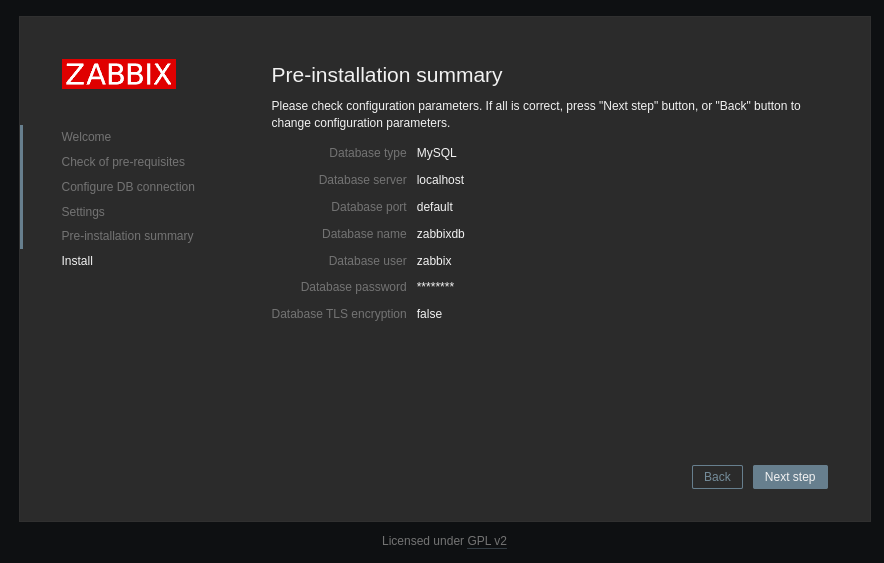 ZABBIX
Welcome
Check of pre-requisites
Configure DB connection
Settings
Pre-installation summary
Install
Pre-installation summary
Please check configuration parameters. If all is correct, press "Next step" button, or "Back" button to
change configuration parameters.
Database type MySQL
Database server localhost
Database port default
Database name zabbixdb
Database user zabbix
Database password ********
Database TLS encryption false
Back Next step
Licensed under GPL v2